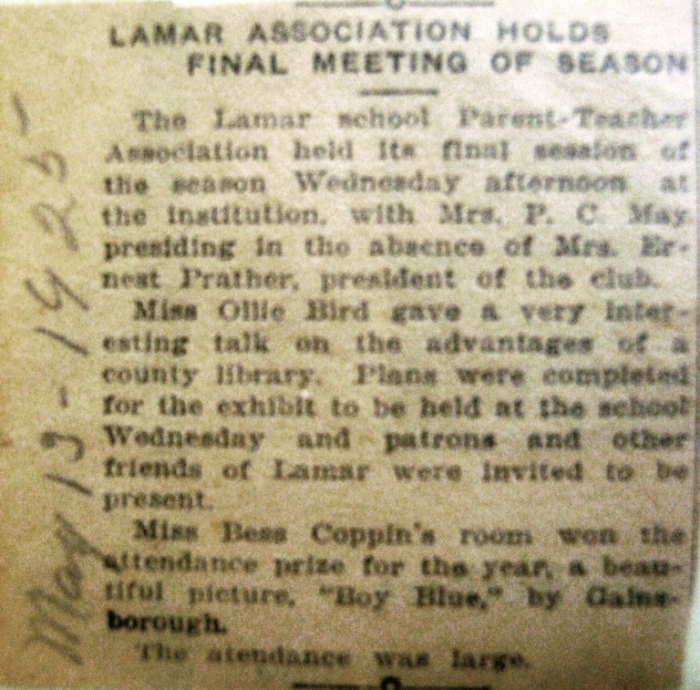 LAMAR ASSOCIATION HOLDS
FINAL MEETING OF SEASON
The Lamar school Parent-Teacher
Association held its final session of
the season Wednesday afternoon at
the institution, with Mrs. P. C. May
presiding in the absence of Mrs. Er-
nest Prather, president of the club.
Miss Ollie Bird gave a very inter-
esting talk on the advantages of a
county library. Plans were completed
for the exhibit to be held at the school
Wednesday and patrons and other
friends of Lamar were invited to be
present.
Miss Bess Coppin's room won the
attendance prize for the year, a beau-
tiful picture, "Boy Blue," by Gains-
borough.
The atendance was large.
May 13 - 1925 -